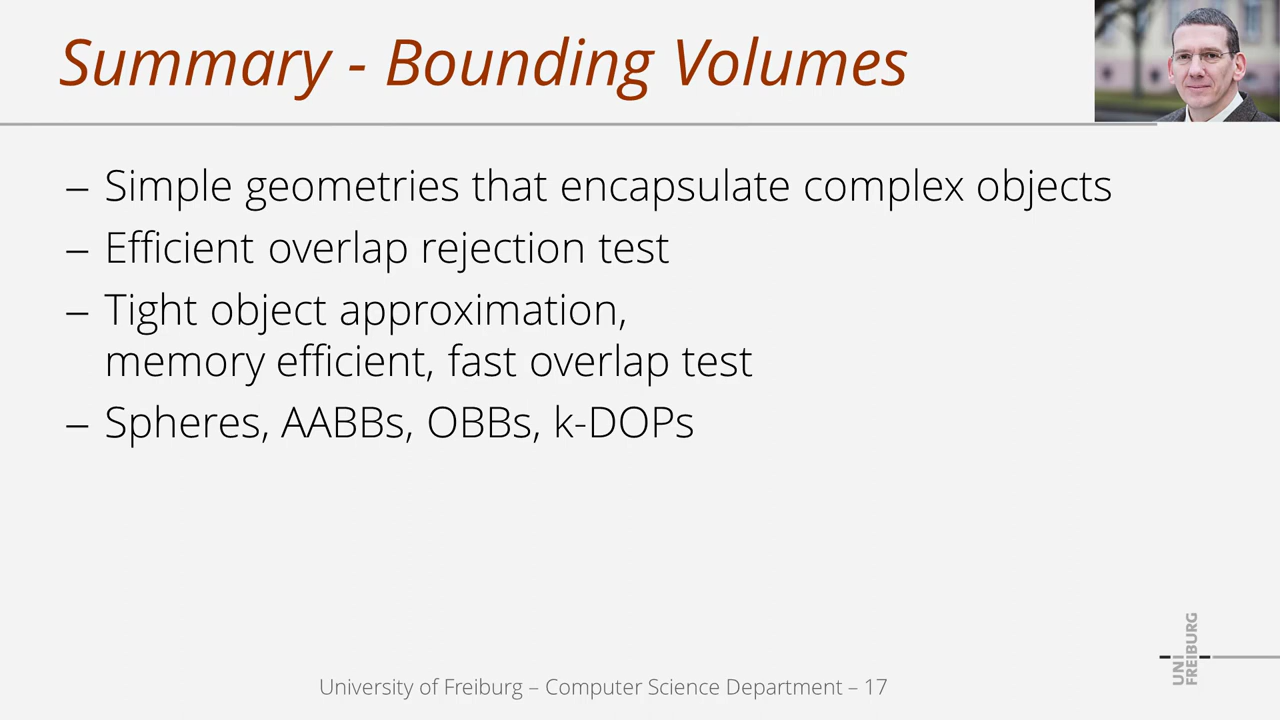 Summary - Bounding Volumes
– Simple geometries that encapsulate complex objects
– Efficient overlap rejection test
– Tight object approximation,
memory efficient, fast overlap test
– Spheres, AABBs, OBBs, k-DOPs
University of Freiburg – Computer Science Department – 17
UNI
FREIBURG